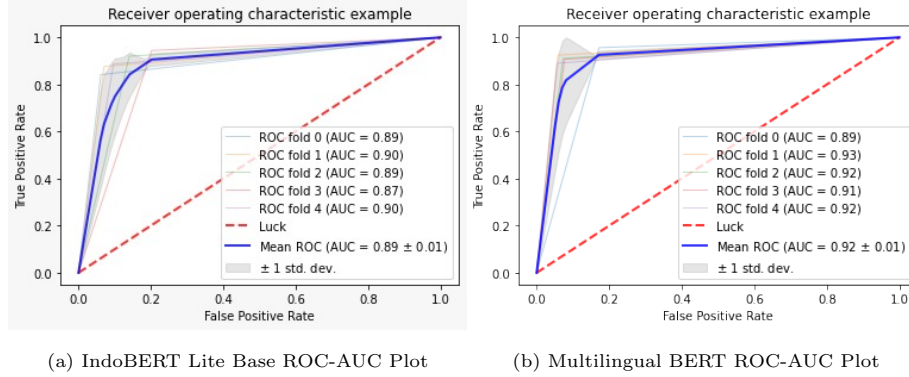 Receiver operating characteristic example
True Positive Rate
1.0
0.8
0.6
0.4
0.2
0.0
ROC fold 0 (AUC = 0.89)
ROC fold 1 (AUC = 0.90)
ROC fold 2 (AUC = 0.89)
ROC fold 3 (AUC = 0.87)
ROC fold 4 (AUC = 0.90)
Luck
Mean ROC (AUC = 0.89 ± 0.01)
± 1 std. dev.
0.0 0.2 0.4 0.6 0.8 1.0
False Positive Rate
(a) IndoBERT Lite Base ROC-AUC Plot
Receiver operating characteristic example
True Positive Rate
1.0
0.8
0.6
0.4
0.2
0.0
ROC fold 0 (AUC = 0.89)
ROC fold 1 (AUC = 0.93)
ROC fold 2 (AUC = 0.92)
ROC fold 3 (AUC = 0.91)
ROC fold 4 (AUC = 0.92)
Luck
Mean ROC (AUC = 0.92 ± 0.01)
± 1 std. dev.
0.0 0.2 0.4 0.6 0.8 1.0
False Positive Rate
(b) Multilingual BERT ROC-AUC Plot